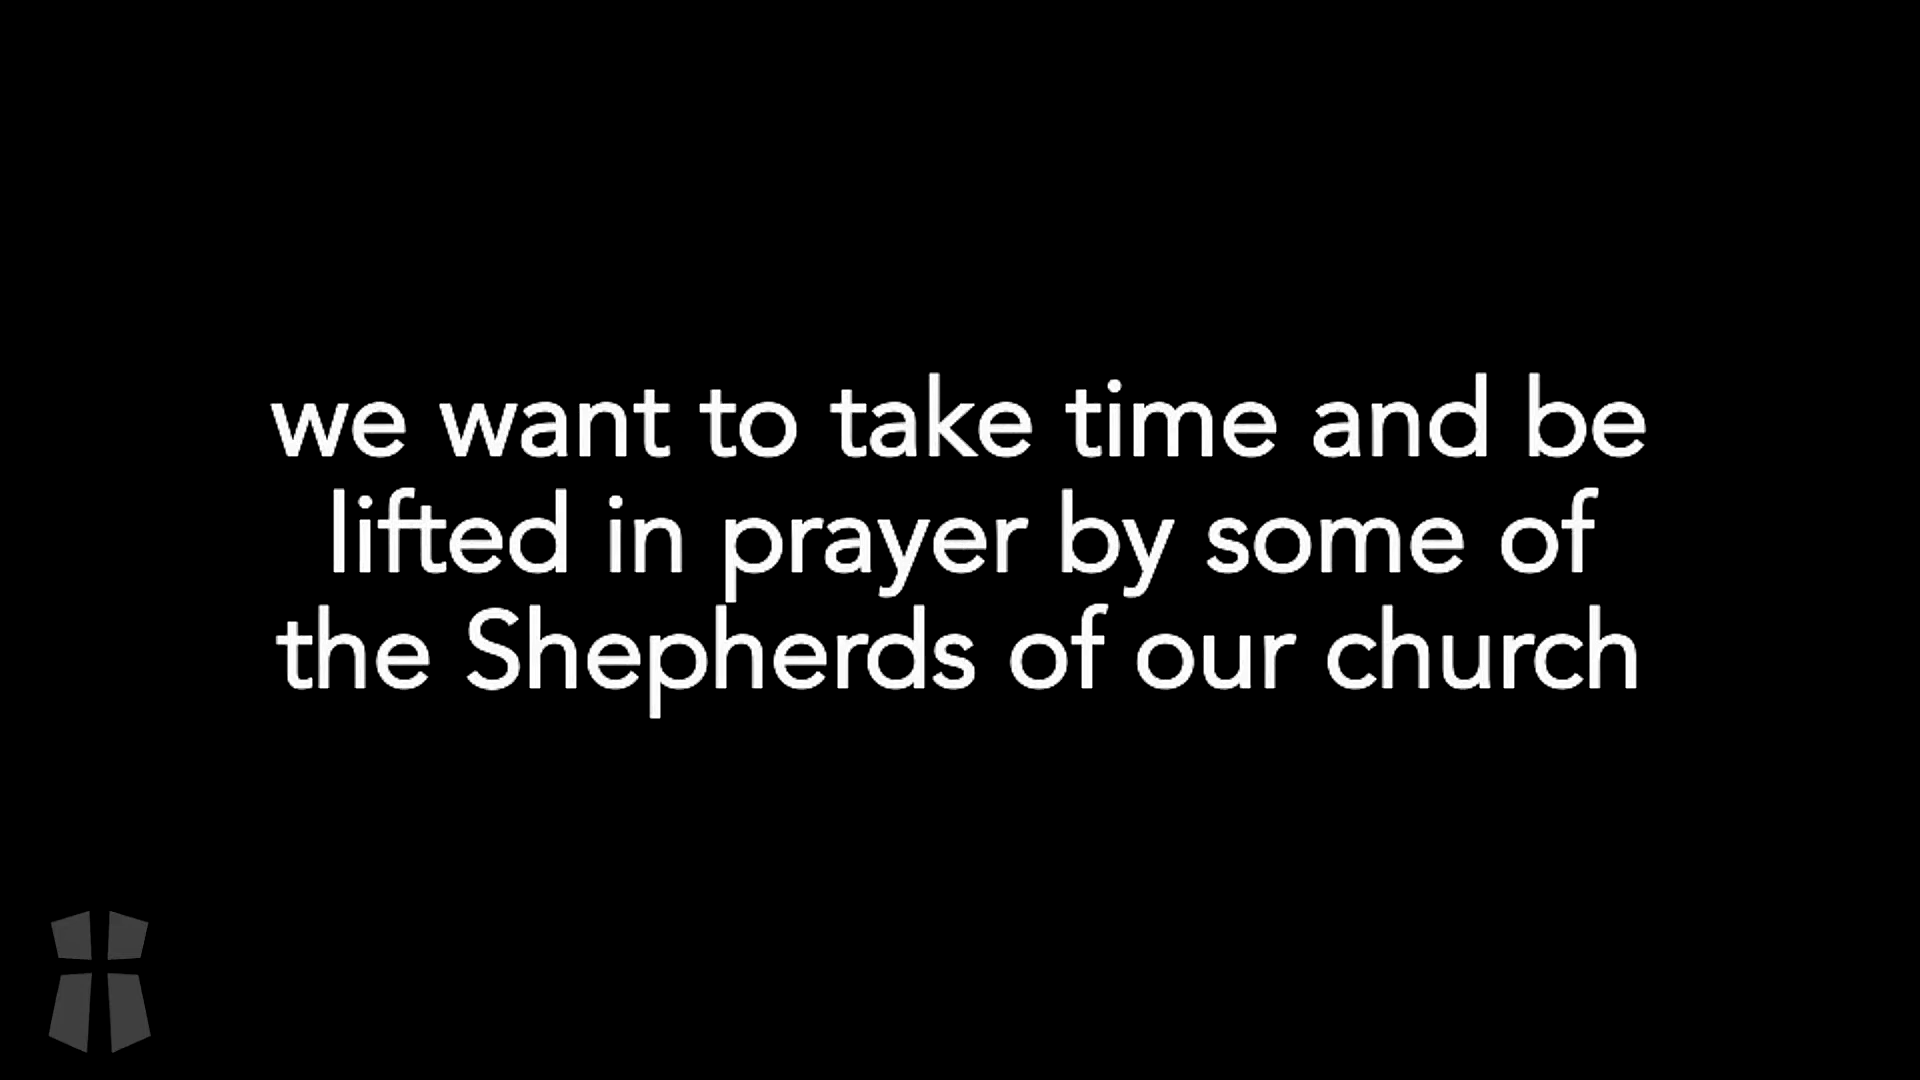 we want to take time and be
lifted in prayer by some of
the Shepherds of our church